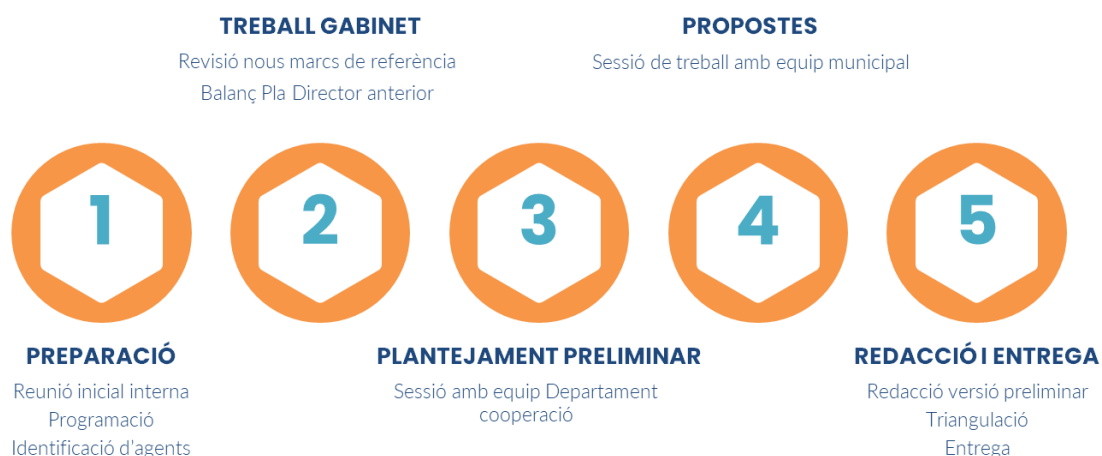 TREBALL GABINET
Revisió nous marcs de referència
Balanç Pla Director anterior
PROPOSTES
Sessió de treball amb equip municipal
1
2
3
4
5
PREPARACIÓ
Reunió inicial interna
Programació
Identificació d'agents
PLANTEJAMENT PRELIMINAR
Sessió amb equip Departament
cooperació
REDACCIÓ I ENTREGA
Redacció versió preliminar
Triangulació
Entrega